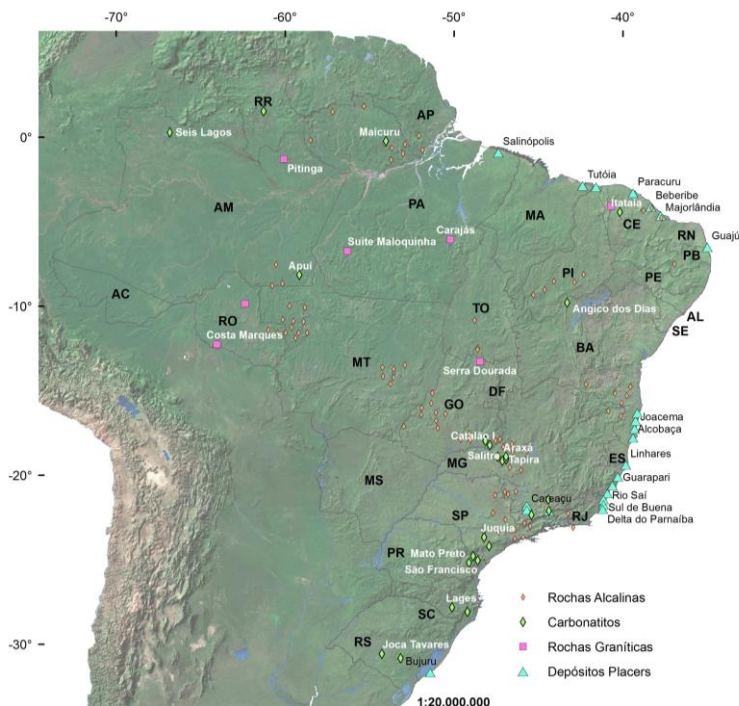 -70° -60° -50° -40°
RR
AP
0°
Seis Lagos
Maicuru
Salinópolis
Pitinga
Tutóia
Paracuru
Beberibe
Itataia
Majorlândia
AM
PA
MA
CE
RN
Carajás
Guajú
Suite Maloquinha
PB
Apuí
PI
PE
AC
-10°
Angico dos Dias
RO
TO
AL
Costa Marques
SE
BA
MT
Serra Dourada
DF
GO
Joacema
Alcobaça
Catalão I
Araxá
Linhares
Salitre
Tapira
MG
ES
-20°
MS
Guarapari
Rio Saí
SP
RJ
Sul de Buena
Delta do Parnaíba
Juquia
PR
Mato Preto
São Francisco
Lages
Rochas Alcalinas
SC
Carbonatitos
RS
Joca Tavares
Rochas Graníticas
-30°
Bujuru
Depósitos Placers
1:20.000.000